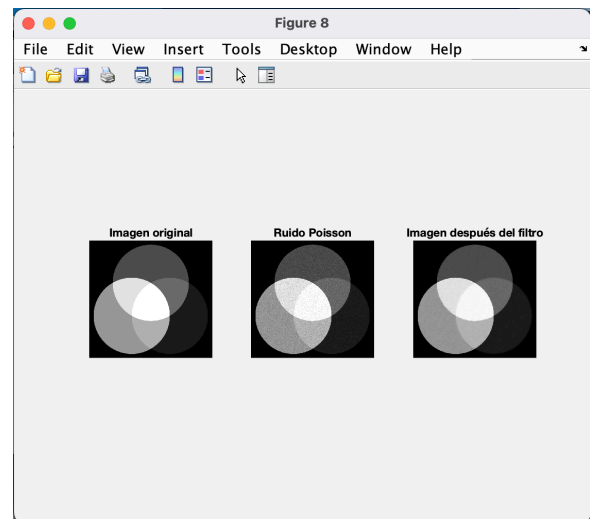 Figure 8
File Edit View Insert Tools Desktop Window Help
Imagen original Ruido Poisson Imagen después del filtro